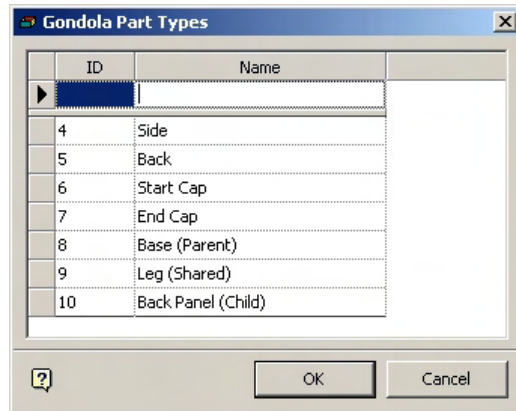 Gondola Part Types
ID Name
4 Side
5 Back
6 Start Cap
7 End Cap
8 Base (Parent)
9 Leg (Shared)
10 Back Panel (Child)
OK Cancel